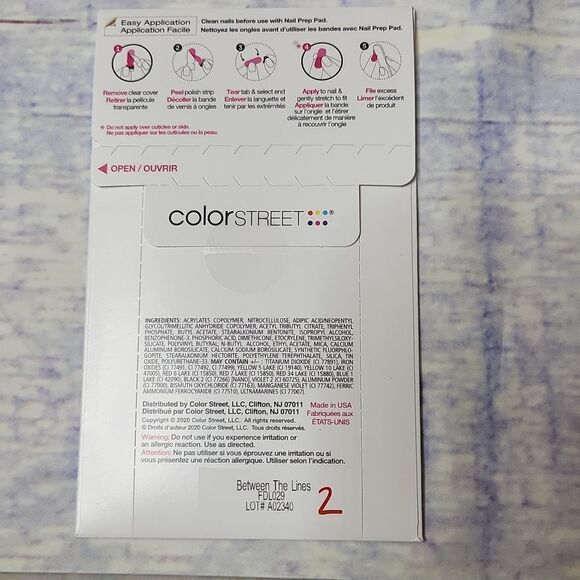 Easy Application
Application Facile
Clean nails before use with Nail Prep Pad.
Nettoyez les ongles avant d'utiliser les bandes avec Nail Prep Pad.
1
2
3
4
5
Remove clear cover
Retirer la pellicule
transparente
Peel polish strip
Décoller la bande
de vernis à ongles
Tear tab & select end
Enlever la languette et
tenir par les extrémités
Apply to nail &
gently stretch to fit
Appliquer la bande
sur l'ongle et l'étirer
délicatement de manière
à recouvrir l'ongle
File excess
Limer l'excédent
de produit
* Do not apply over cuticles or skin.
Ne pas appliquer sur les cuticules ou la peau.
OPEN / OUVRIR
colorSTREET®
INGREDIENTS: ACRYLATES COPOLYMER, NITROCELLULOSE, ADIPIC ACID/NEOPENTYL
GLYCOL/TRIMELLITIC ANHYDRIDE COPOLYMER, ACETYL TRIBUTYL CITRATE, TRIPHENYL
PHOSPHATE, BUTYL ACETATE, STEARALKONIUM BENTONITE, ISOPROPYL ALCOHOL,
BENZOPHENONE-3, PHOSPHORIC ACID, DIMETHICONE, ETOCRYLENE, TRIMETHYLSILOXY-
SILICATE, POLYVINYL BUTYRAL, N-BUTYL ALCOHOL, ETHYL ACETATE, MICA, CALCIUM
ALUMINUM BOROSILICATE, CALCIUM SODIUM BOROSILICATE, SYNTHETIC FLUORPHLO-
GOPITE, STEARALKONIUM HECTORITE, POLYETHYLENE TEREPHTHALATE, SILICA, TIN
OXIDE, POLYURETHANE-33. MAY CONTAIN +/- : TITANIUM DIOXIDE (CI 77891), IRON
OXIDES (CI 77491, CI 77492, CI 77499), YELLOW 5 LAKE (CI 19140), YELLOW 10 LAKE (CI
47005), RED 6 LAKE (CI 15850), RED 7 LAKE (CI 15850), RED 34 LAKE (CI 15880), BLUE 1
LAKE (CI 42090), BLACK 2 (CI 77266) [NANO], VIOLET 2 (CI 60725), ALUMINUM POWDER
(CI 77000), BISMUTH OXYCHLORIDE (CI 77163), MANGANESE VIOLET (CI 77742), FERRIC
AMMONIUM FERROCYANIDE (CI 77510), ULTRAMARINES (CI 77007).
Distributed by Color Street, LLC, Clifton, NJ 07011
Distribué par Color Street, LLC, Clifton, NJ 07011
Copyright © 2020 Color Street, LLC. All rights reserved.
© Droits d'auteur 2020 Color Street, LLC. Tous droits réservés.
Made in USA
Fabriquées aux
ÉTATS-UNIS
Warning: Do not use if you experience irritation or
an allergic reaction. Use as directed.
Attention: Ne pas utiliser si vous éprouvez une irritation ou si
vous présentez une réaction allergique. Utiliser selon l'indication.
Between The Lines
FDL029
LOT# A02340
2